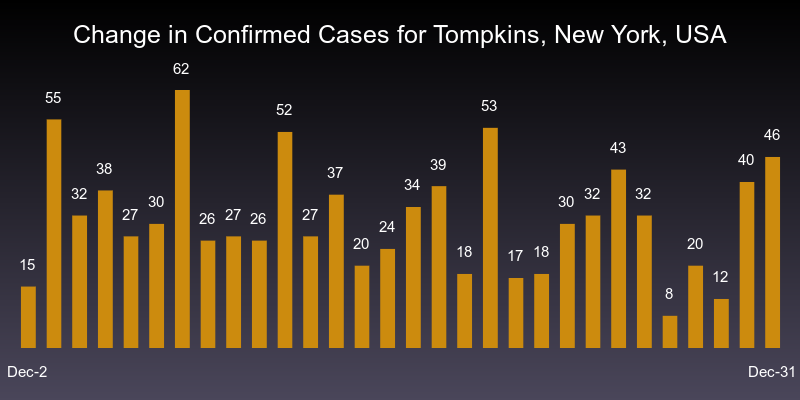 Change in Confirmed Cases for Tompkins, New York, USA
15 55 32 38 27 30 62 26 27 26 52 27 37 20 24 34 39 18 53 17 18 30 32 43 32 8 20 12 40 46
Dec-2 Dec-31